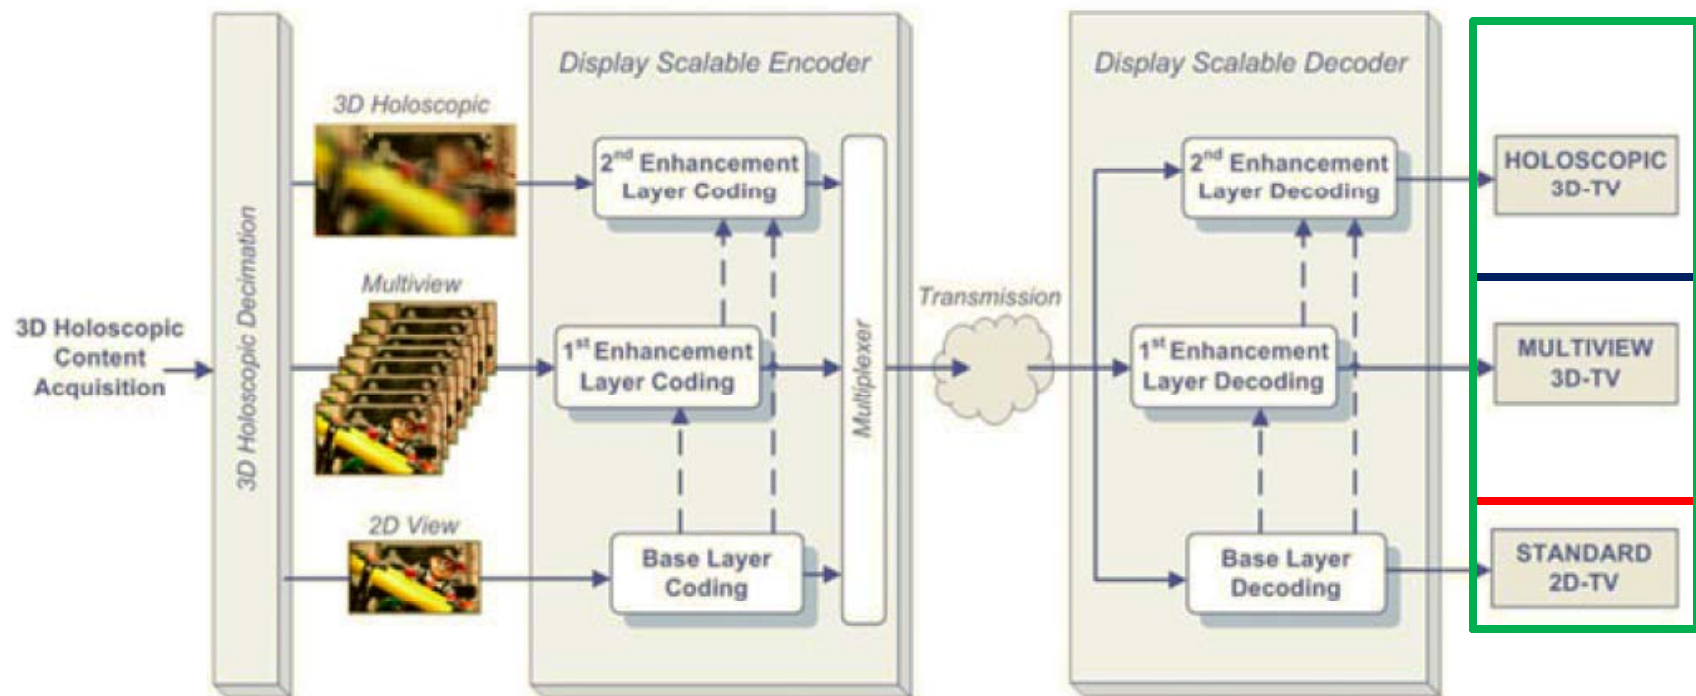 Display Scalable Encoder
Display Scalable Decoder
3D Holoscopic
2nd Enhancement
Layer Coding
2nd Enhancement
Layer Decoding
HOLOSCOPIC
3D-TV
3D Holoscopic Decimation
Multiview
Transmission
3D Holoscopic
Content
Acquisition
1st Enhancement
Layer Coding
Multiplexer
1st Enhancement
Layer Decoding
MULTIVIEW
3D-TV
2D View
Base Layer
Coding
Base Layer
Decoding
STANDARD
2D-TV